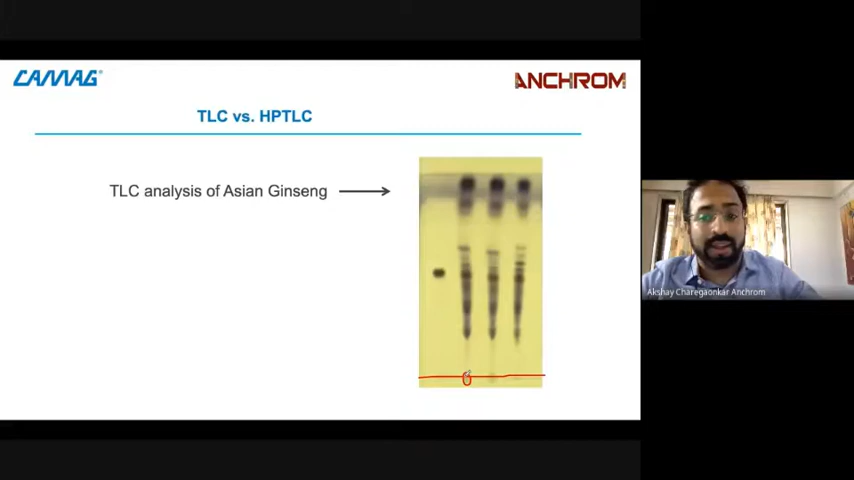 CAMAG®
ANCHROM
TLC vs. HPTLC
TLC analysis of Asian Ginseng
Akshay Charegaonkar Anchrom